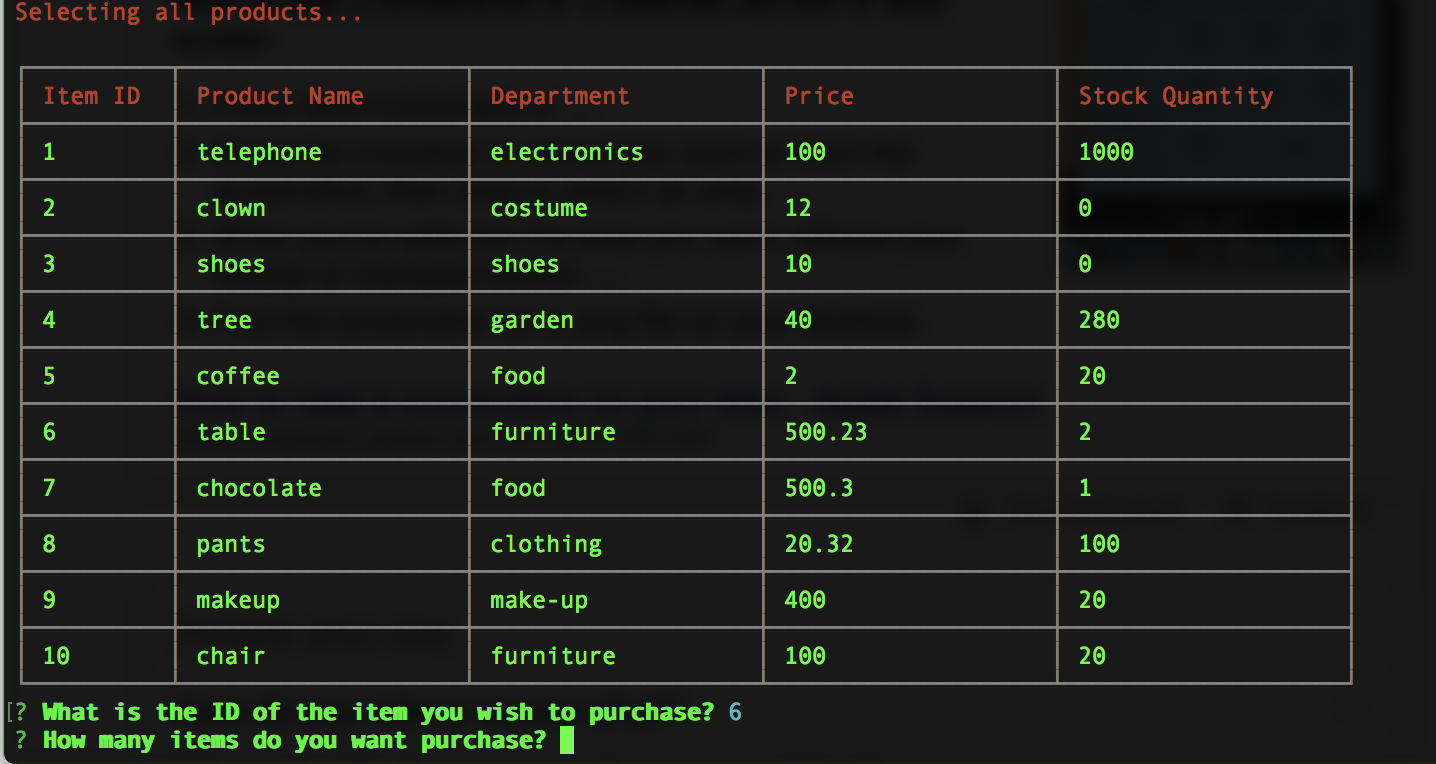 Selecting all products...
Item ID Product Name Department Price Stock Quantity
1 telephone electronics 100 1000
2 clown costume 12 0
3 shoes shoes 10 0
4 tree garden 40 280
5 coffee food 2 20
6 table furniture 500.23 2
7 chocolate food 500.3 1
8 pants clothing 20.32 100
9 makeup make-up 400 20
10 chair furniture 100 20
[? What is the ID of the item you wish to purchase? 6
? How many items do you want purchase?